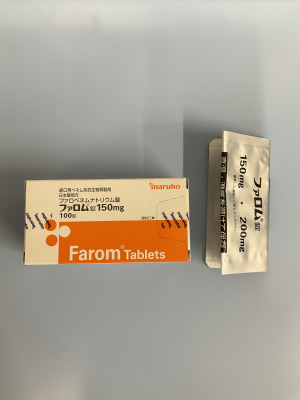 経口用ペネム系抗生物質製剤
日本薬局方
ファロペネムナトリウム錠
ファロム錠150mg
100錠
maruho
Farom® Tablets
ファロム錠
150mg・200mg